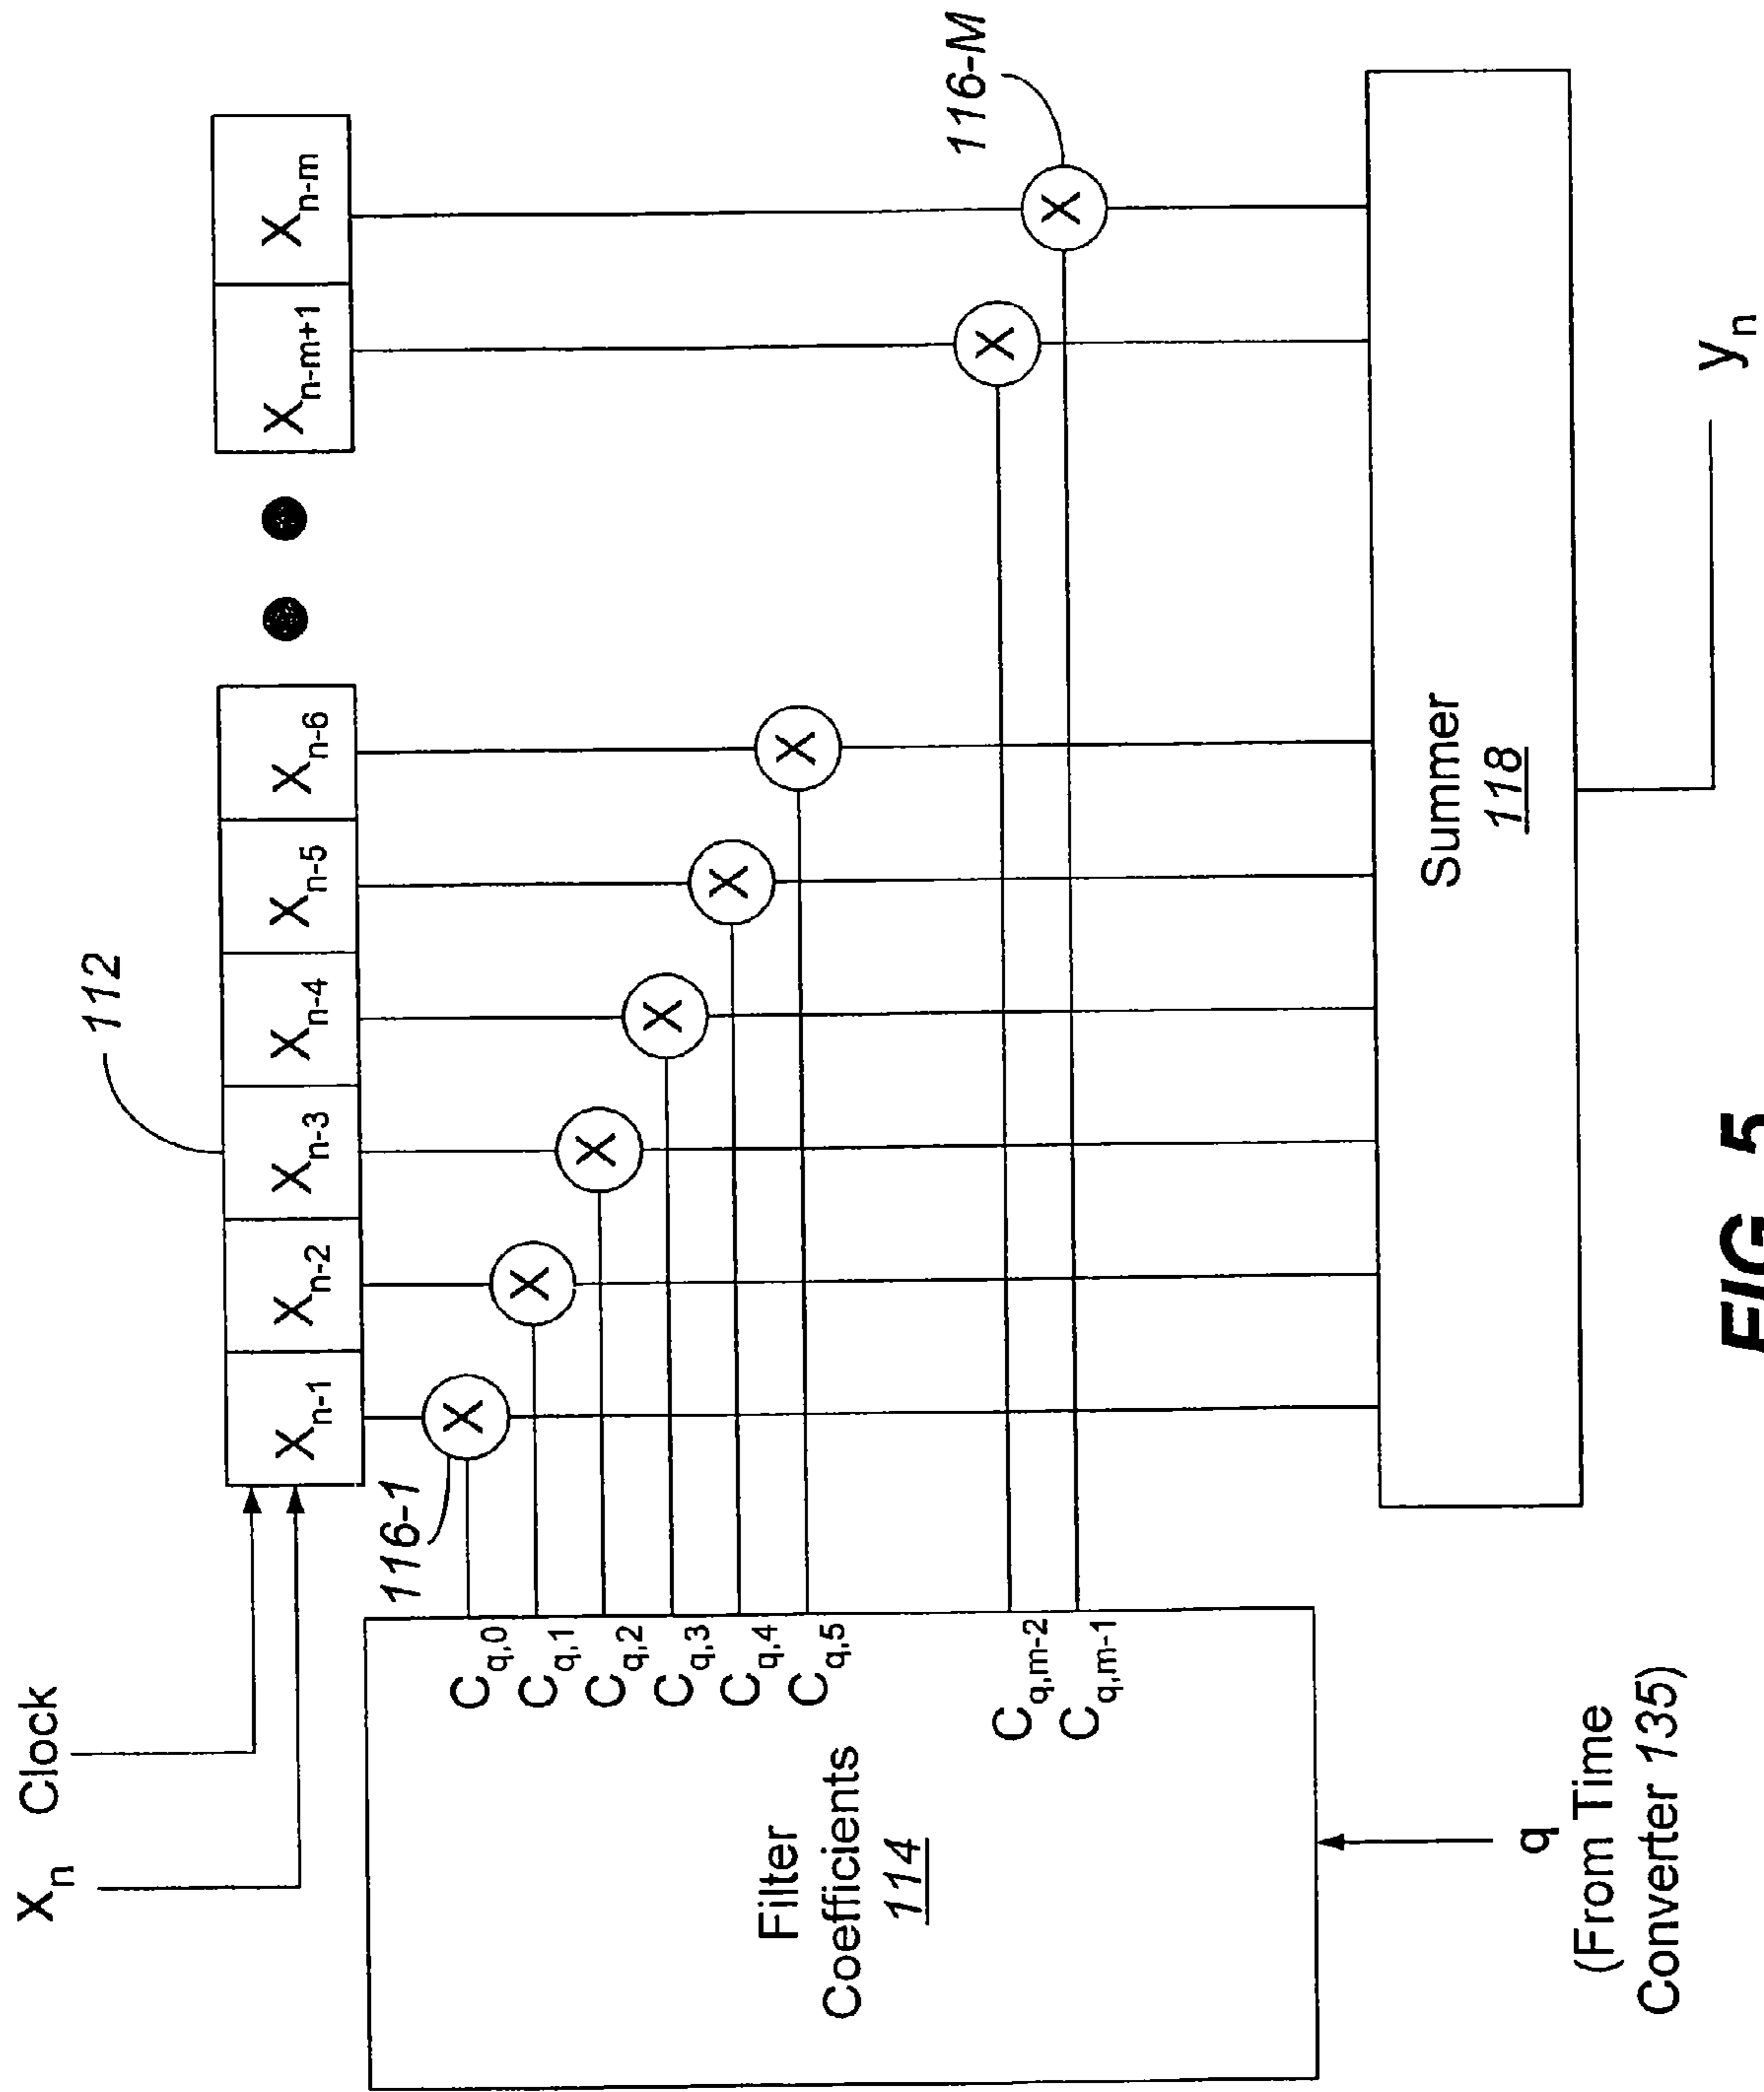 Xn Clock
112
Xn-1 Xn-2 Xn-3 Xn-4 Xn-5 Xn-6 Xn-m+1 Xn-m
116-1
X
X
X
X
X
X
X
X
116-M
Cq,0
Cq,1
Cq,2
Cq,3
Cq,4
Cq,5
Cq,m-2
Cq,m-1
Filter
Coefficients
114
Summer
118
q
(From Time
Converter 135)
yn
FIG. 5